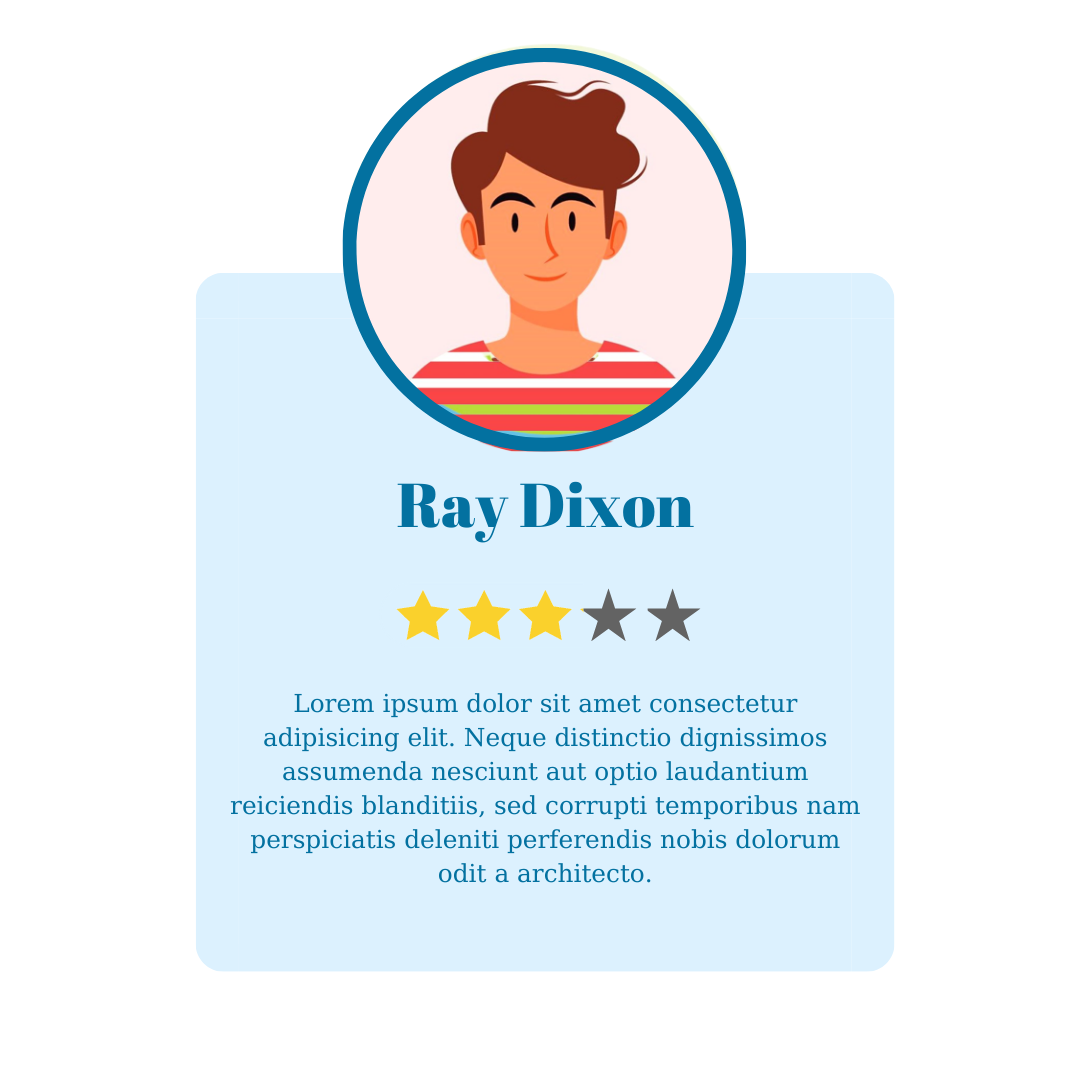 Ray Dixon
Lorem ipsum dolor sit amet consectetur
adipisicing elit. Neque distinctio dignissimos
assumenda nesciunt aut optio laudantium
reiciendis blanditiis, sed corrupti temporibus nam
perspiciatis deleniti perferendis nobis dolorum
odit a architecto.